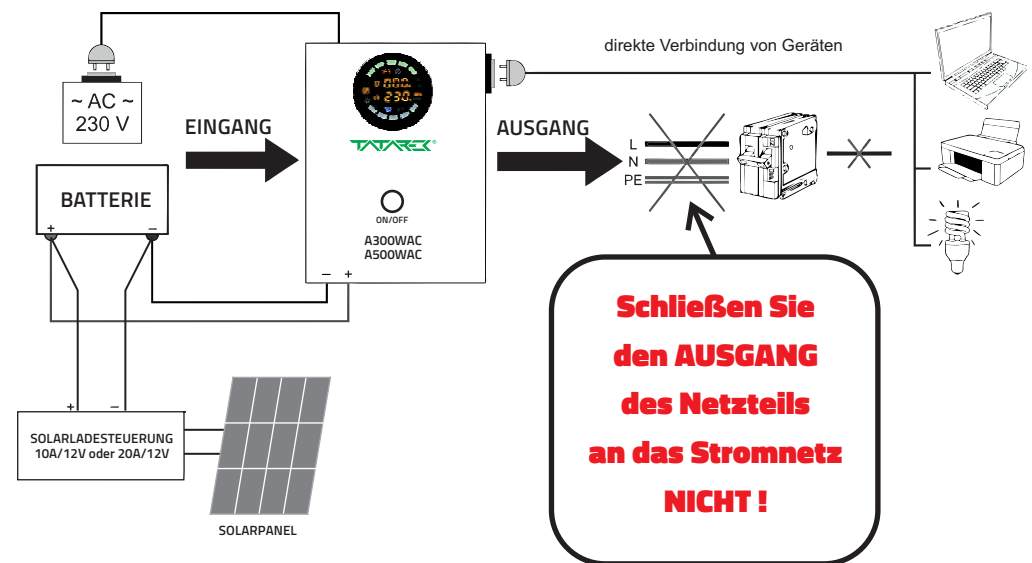 direkte Verbindung von Geräten
~ AC ~
230 V
EINGANG
230
TATAREK®
AUSGANG
L
N
PE
BATTERIE
+ −
ON/OFF
A300WAC
A500WAC
− +
Schließen Sie
den AUSGANG
des Netzteils
an das Stromnetz
NICHT !
+ −
SOLARLADESTEUERUNG
10A/12V oder 20A/12V
SOLARPANEL